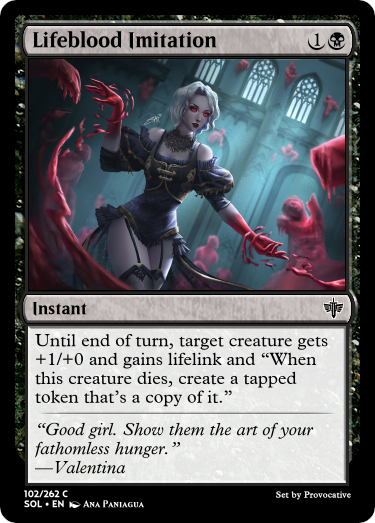 Lifeblood Imitation 1
Instant
Until end of turn, target creature gets
+1/+0 and gains lifelink and “When
this creature dies, create a tapped
token that’s a copy of it.”
“Good girl. Show them the art of your
fathomless hunger.”
—Valentina
102/262 C
SOL • EN Ana Paniagua
Set by Provocative